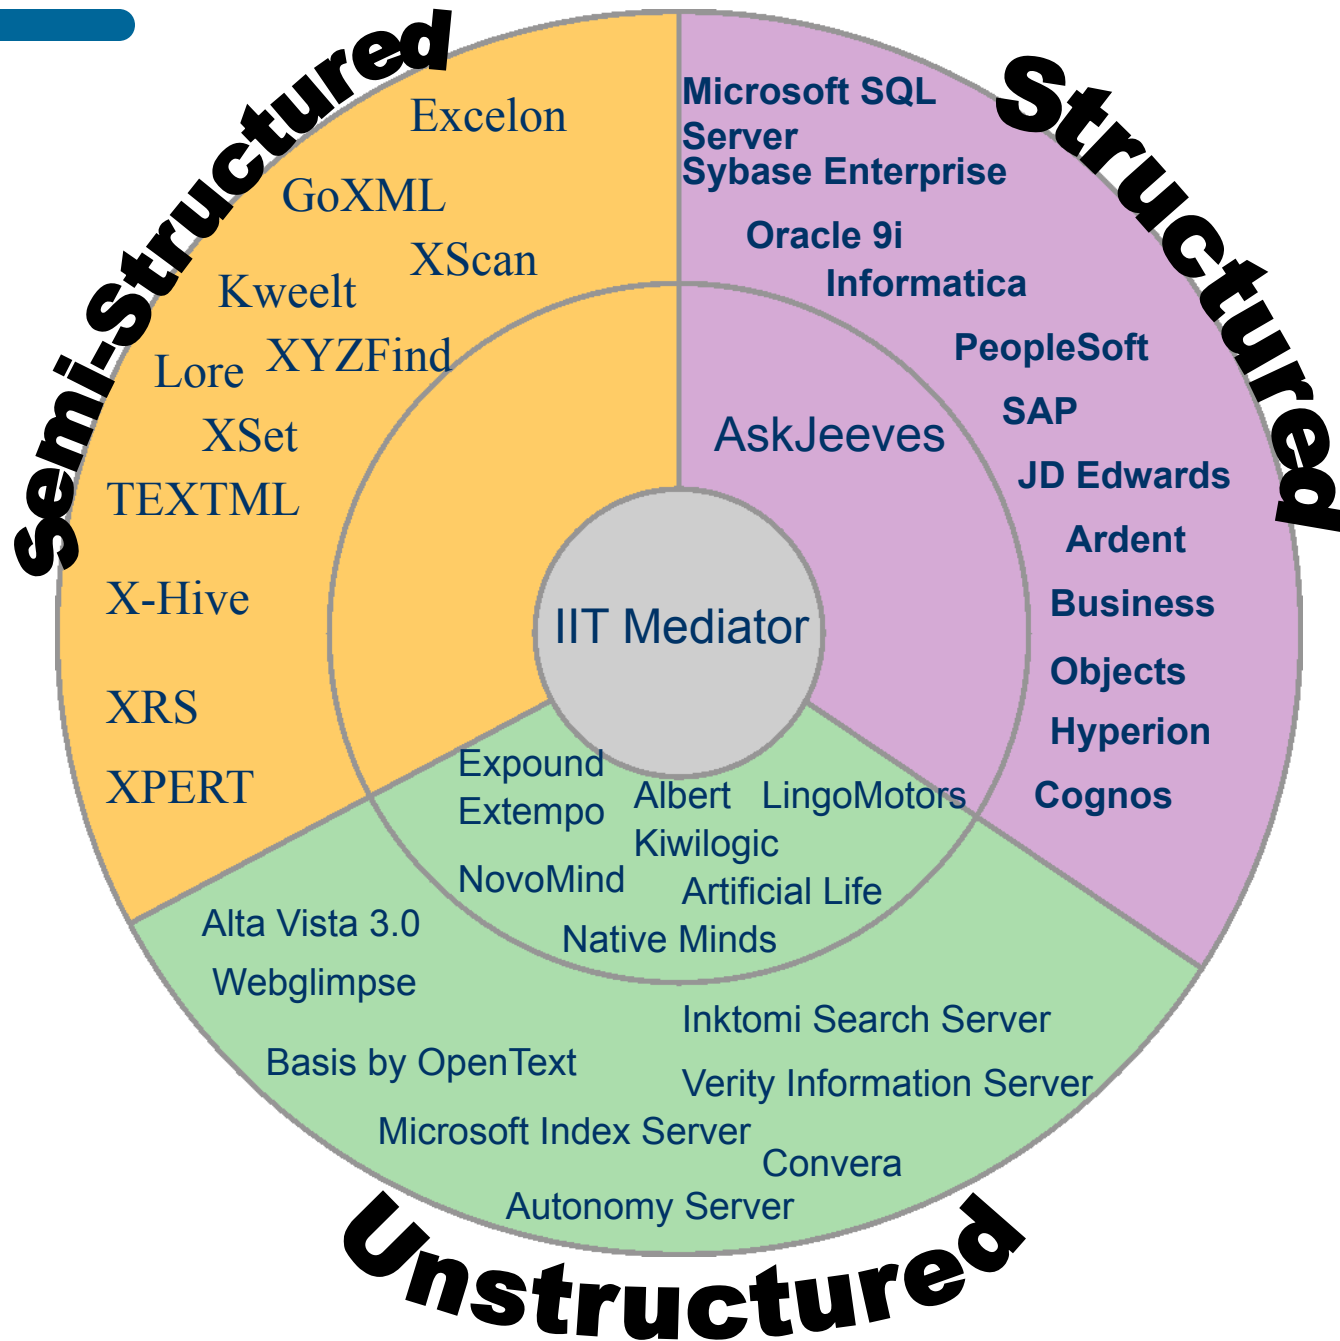 semi-structured
Excelon
GoXML
XScan
Kweelt
XYZFind
Lore
XSet
TEXTML
X-Hive
XRS
XPERT
Structured
Microsoft SQL
Server
Sybase Enterprise
Oracle 9i
Informatica
PeopleSoft
SAP
JD Edwards
Ardent
Business
Objects
Hyperion
Cognos
AskJeeves
IIT Mediator
Expound
Extempo
Albert
LingoMotors
Kiwilogic
NovoMind
Artificial Life
Native Minds
Alta Vista 3.0
Webglimpse
Inktomi Search Server
Basis by OpenText
Verity Information Server
Microsoft Index Server
Convera
Autonomy Server
Unstructured